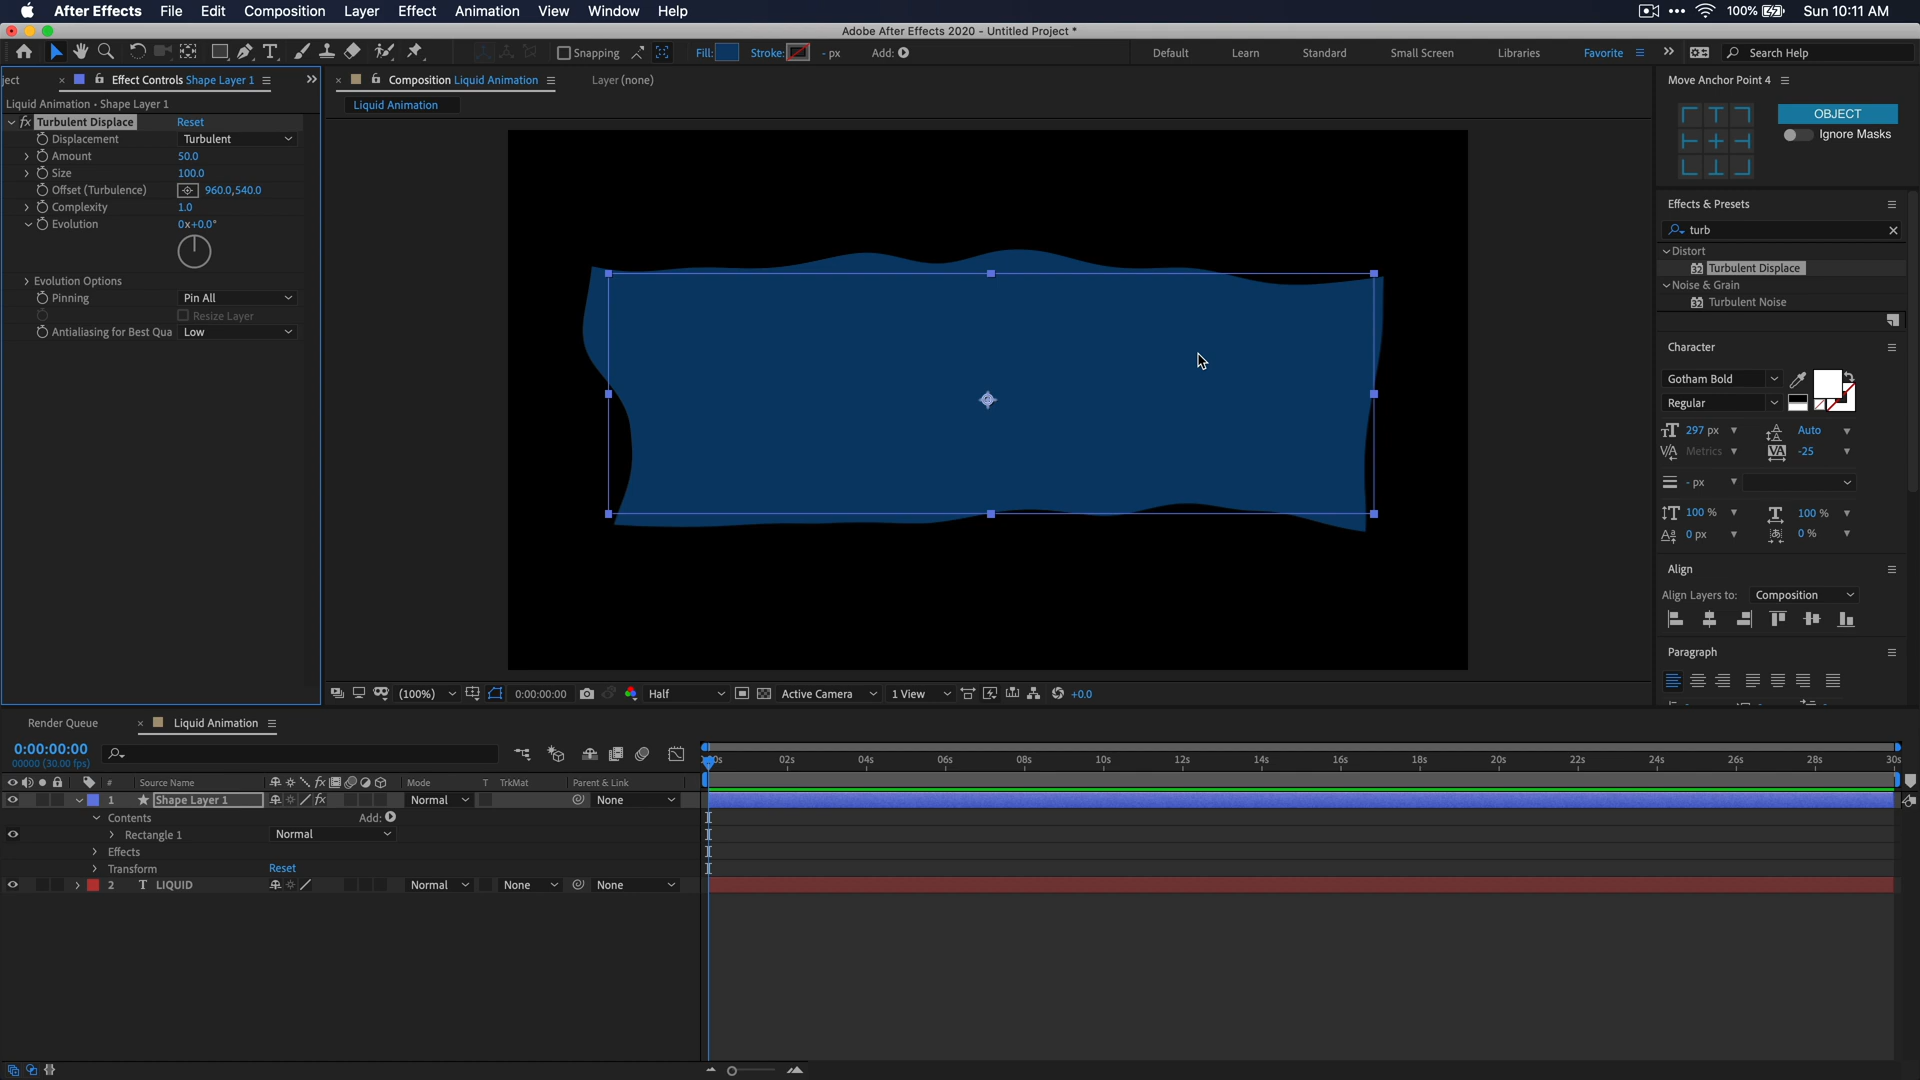 After Effects File Edit Composition Layer Effect Animation View Window Help 100% Sun 10:11 AM
Adobe After Effects 2020 - Untitled Project *
Snapping Fill: Stroke: - px Add: Default Learn Standard Small Screen Libraries Favorite Search Help
ject Effect Controls Shape Layer 1
Composition Liquid Animation Layer (none)
Move Anchor Point 4
Liquid Animation • Shape Layer 1
Liquid Animation
OBJECT
Ignore Masks
fx Turbulent Displace Reset
Displacement Turbulent
Amount 50.0
Size 100.0
Offset (Turbulence) 960.0,540.0
Complexity 1.0
Evolution 0x+0.0°
Evolution Options
Pinning Pin All
Resize Layer
Antialiasing for Best Qua Low
Effects & Presets
turb
Distort
Turbulent Displace
Noise & Grain
Turbulent Noise
Character
Gotham Bold
Regular
297 px Auto
Metrics -25
- px
100 % 100 %
0 px 0 %
Align
Align Layers to: Composition
Paragraph
(100%) 0:00:00:00 Half Active Camera 1 View +0.0
Render Queue Liquid Animation
0:00:00:00
00000 (30.00 fps)
02s 04s 06s 08s 10s 12s 14s 16s 18s 20s 22s 24s 26s 28s 30s
# Source Name fx Mode T TrkMat Parent & Link
1 Shape Layer 1 fx Normal None
Contents Add:
Rectangle 1 Normal
Effects
Transform Reset
2 T LIQUID Normal None None